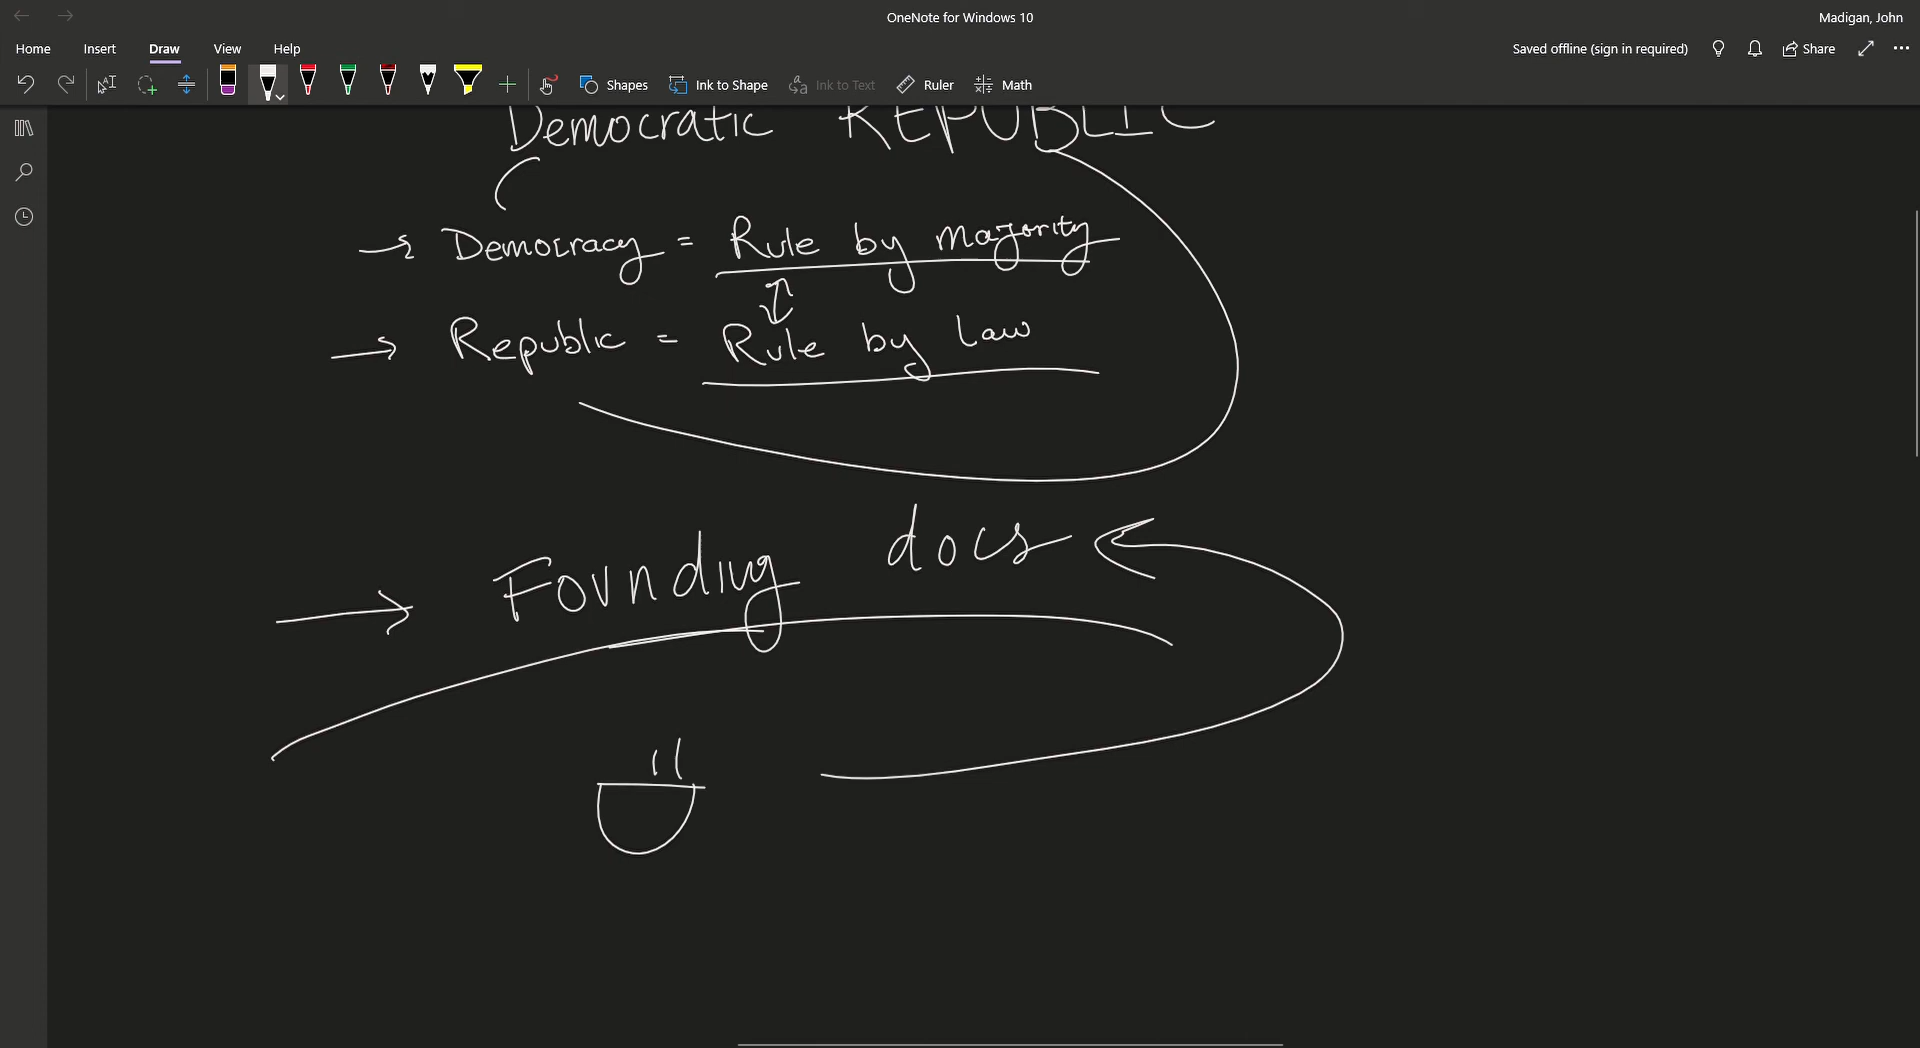 OneNote for Windows 10
Madigan, John
Home Insert Draw View Help
Saved offline (sign in required) Share
Shapes Ink to Shape Ink to Text Ruler Math
Democratic REPUBLIC
→ Democracy = Rule by Majority
→ Republic = Rule by Law
→ Founding docs